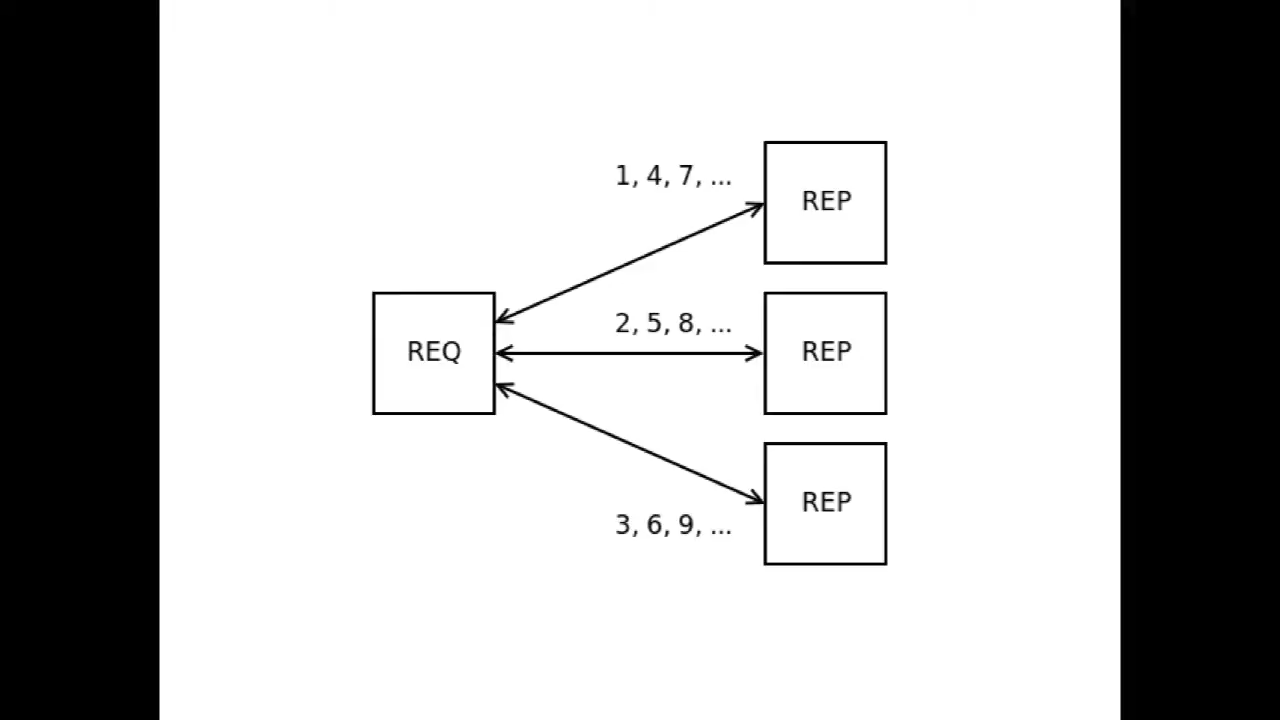 1, 4, 7, ...
REP
2, 5, 8, ...
REQ
REP
REP
3, 6, 9, ...